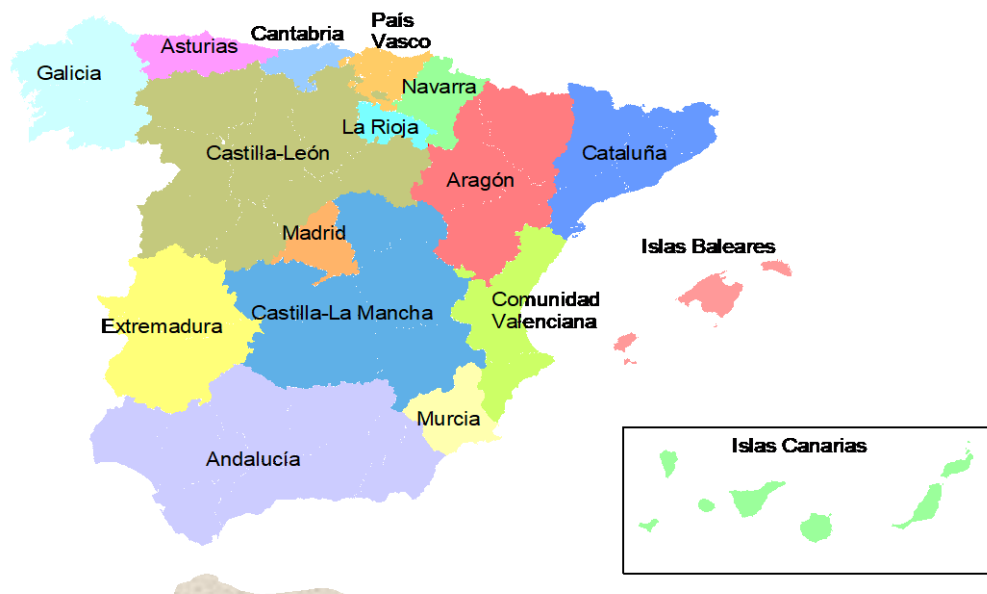 País
Vasco
Cantabria
Asturias
Galicia
Navarra
La Rioja
Castilla-León
Cataluña
Aragón
Madrid
Islas Baleares
Comunidad
Valenciana
Castilla-La Mancha
Extremadura
Murcia
Andalucía
Islas Canarias